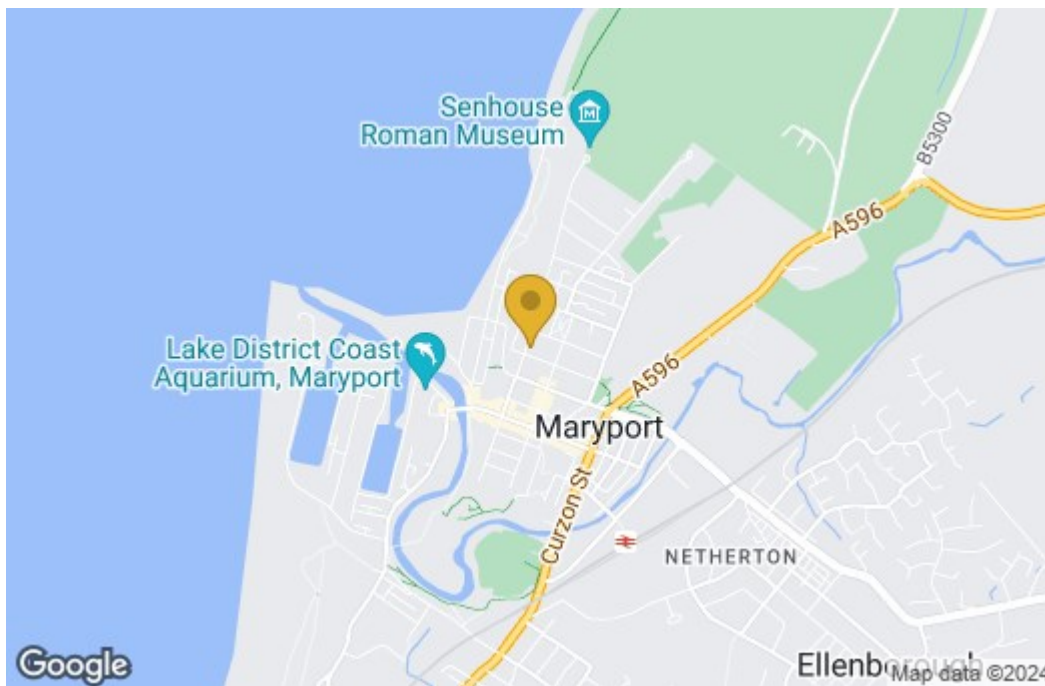 Senhouse
Roman Museum
B5300
A596
Lake District Coast
Aquarium, Maryport
A596
Maryport
Curzon St
NETHERTON
Ellenborough
Google
Map data ©2024